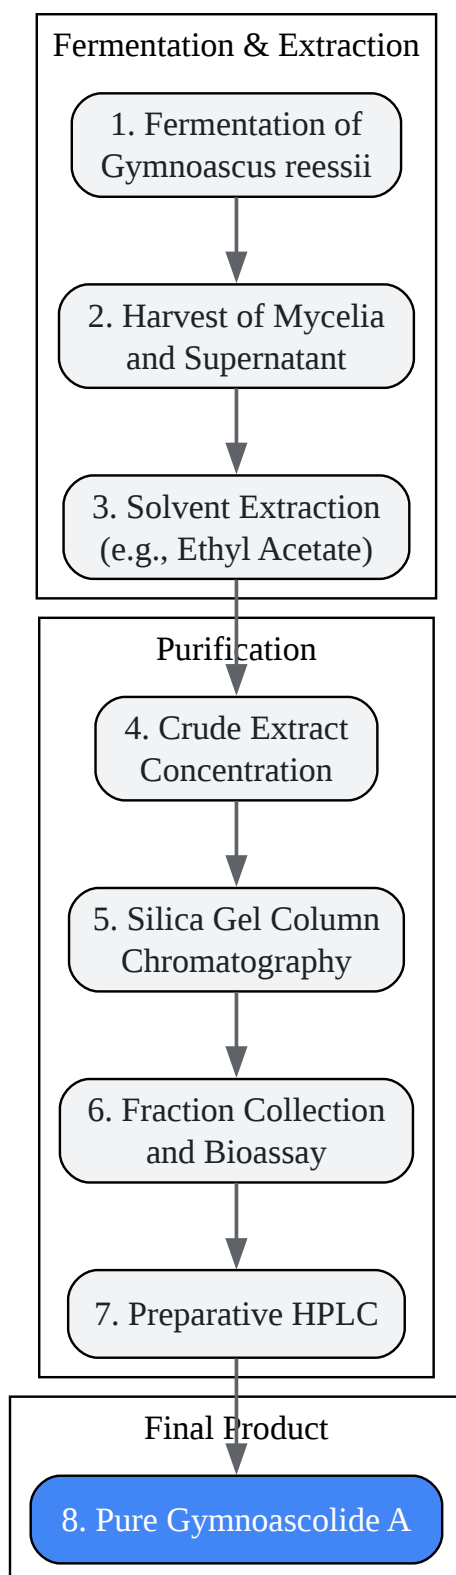 Fermentation & Extraction
1. Fermentation of
Gymnoascus reessii
2. Harvest of Mycelia
and Supernatant
3. Solvent Extraction
(e.g., Ethyl Acetate)
Purification
4. Crude Extract
Concentration
5. Silica Gel Column
Chromatography
6. Fraction Collection
and Bioassay
7. Preparative HPLC
Final Product
8. Pure Gymnoascolide A